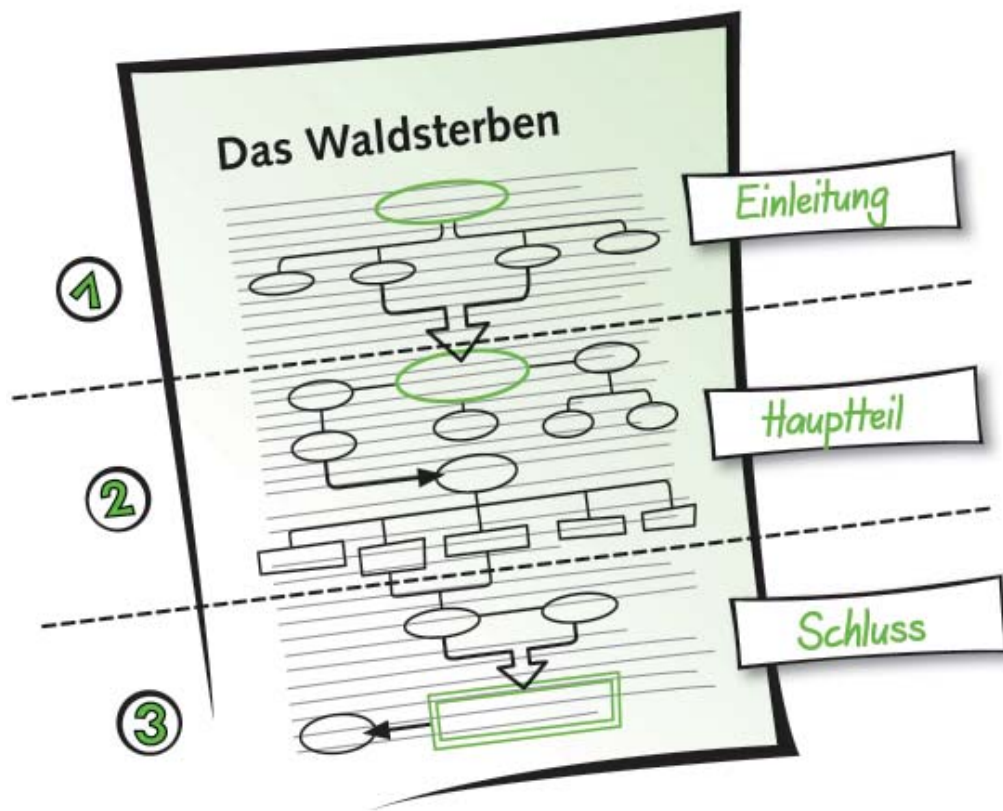 Das Waldsterben
Einleitung
1
Hauptteil
2
Schluss
3